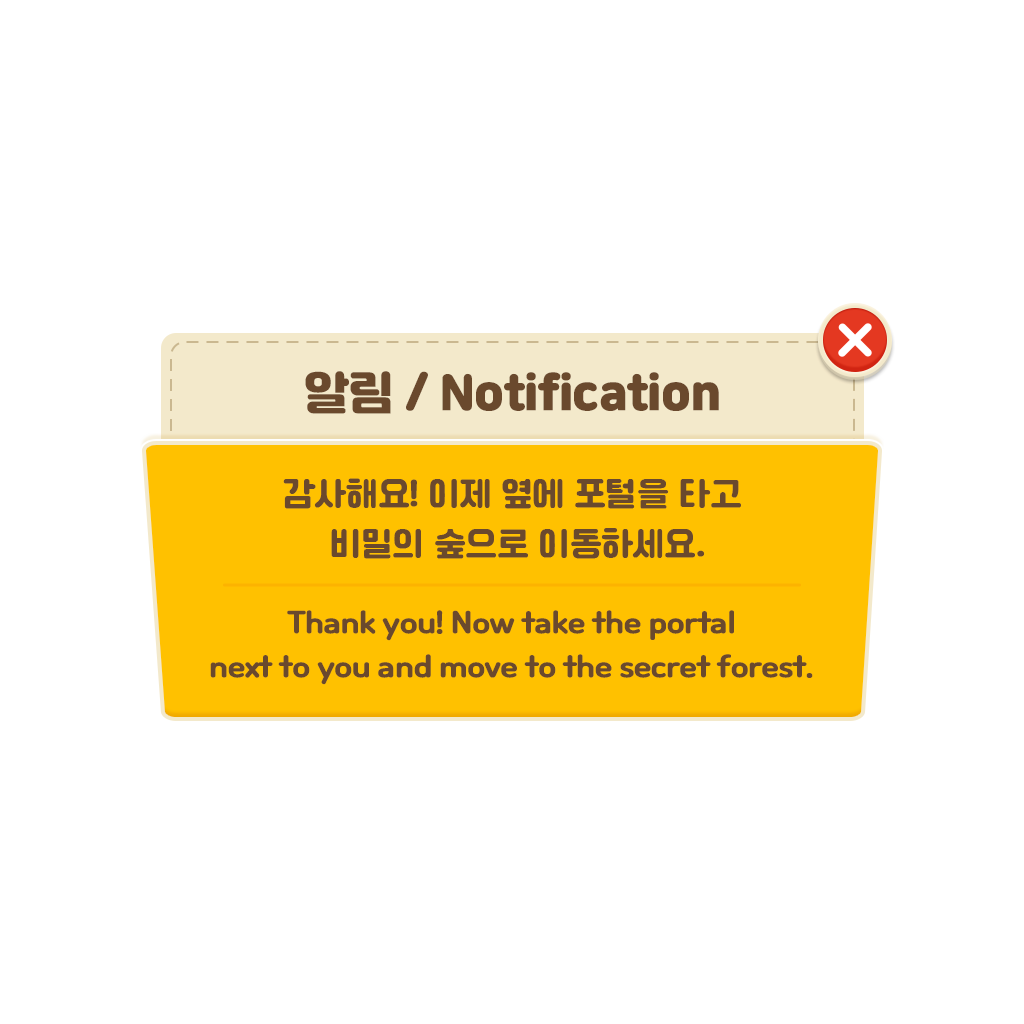 알림 / Notification
감사해요! 이제 옆에 포털을 타고
비밀의 숲으로 이동하세요.
Thank you! Now take the portal
next to you and move to the secret forest.